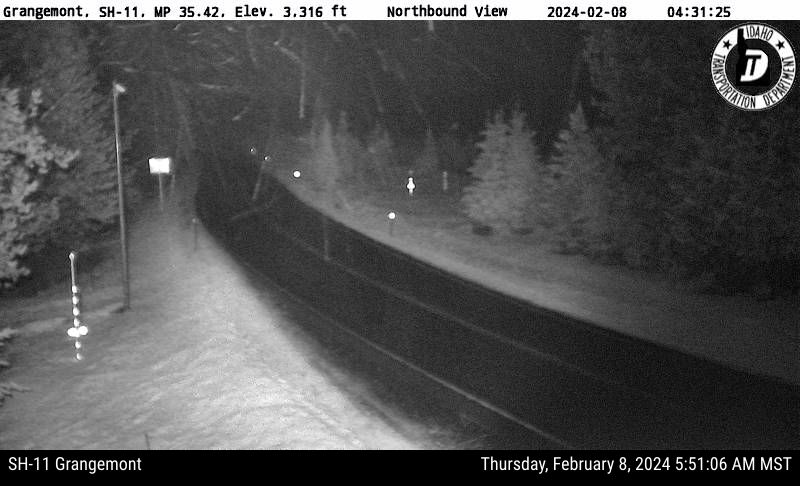 Grangemont, SH-11, MP 35.42, Elev. 3,316 ft Northbound View 2024-02-08 04:31:25
IDAHO
TRANSPORTATION DEPARTMENT
SH-11 Grangemont Thursday, February 8, 2024 5:51:06 AM MST